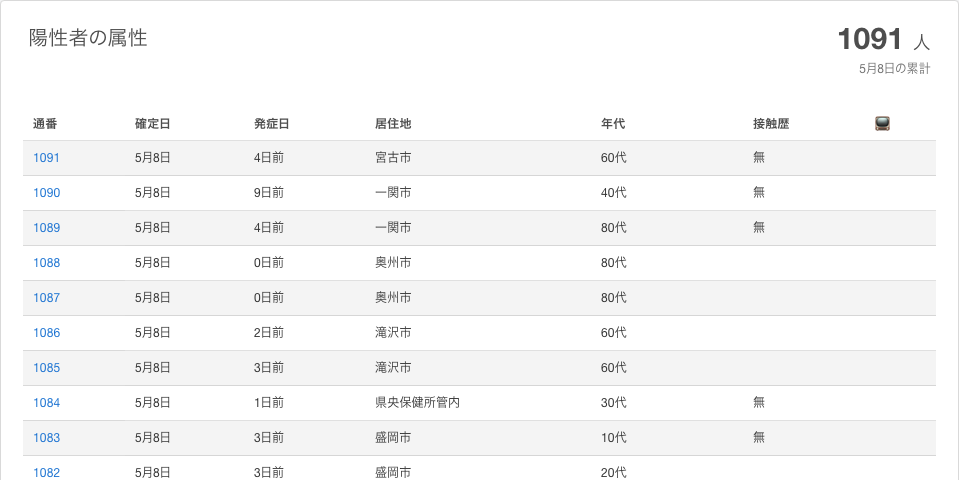 陽性者の属性
1091 人
5月8日の累計
通番 確定日 発症日 居住地 年代 接触歴
1091 5月8日 4日前 宮古市 60代 無
1090 5月8日 9日前 一関市 40代 無
1089 5月8日 4日前 一関市 80代 無
1088 5月8日 0日前 奥州市 80代
1087 5月8日 0日前 奥州市 80代
1086 5月8日 2日前 滝沢市 60代
1085 5月8日 3日前 滝沢市 60代
1084 5月8日 1日前 県央保健所管内 30代 無
1083 5月8日 3日前 盛岡市 10代 無
1082 5月8日 3日前 盛岡市 20代